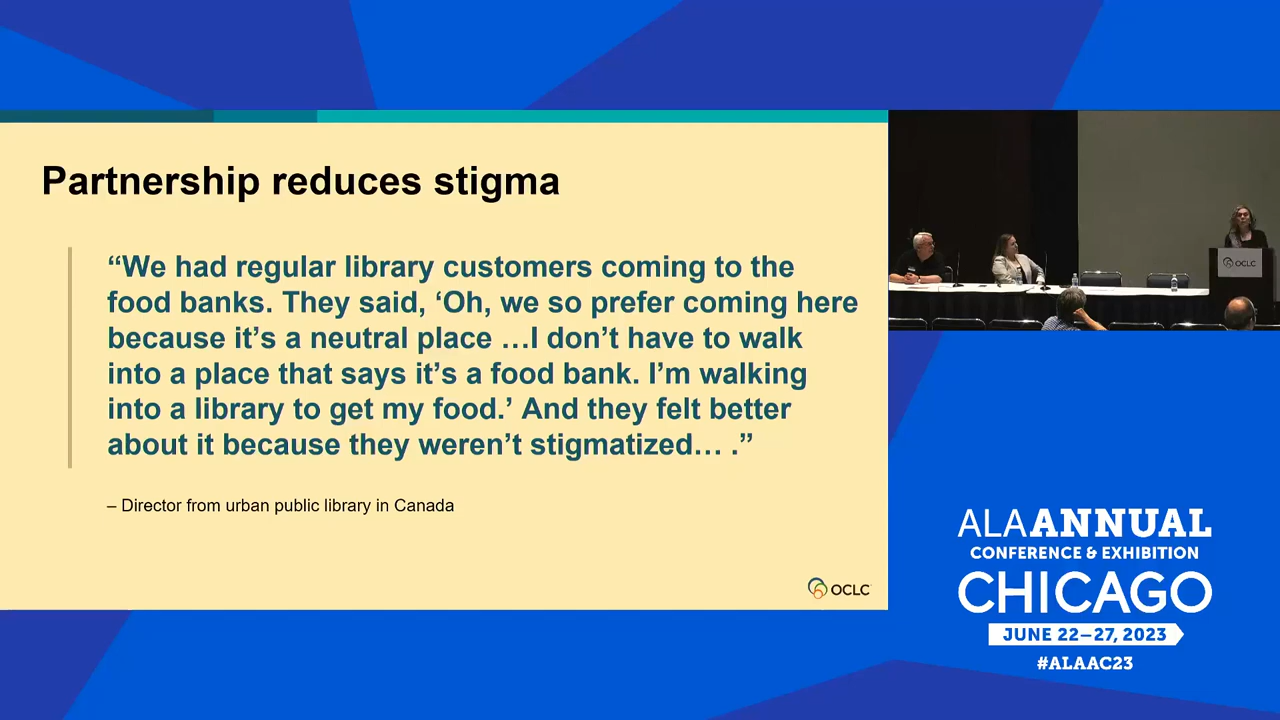 Partnership reduces stigma
“We had regular library customers coming to the
food banks. They said, ‘Oh, we so prefer coming here
because it’s a neutral place …I don’t have to walk
into a place that says it’s a food bank. I’m walking
into a library to get my food.’ And they felt better
about it because they weren’t stigmatized… .”
– Director from urban public library in Canada
OCLC
OCLC
ALAANNUAL
CONFERENCE & EXHIBITION
CHICAGO
JUNE 22–27, 2023
#ALAAC23